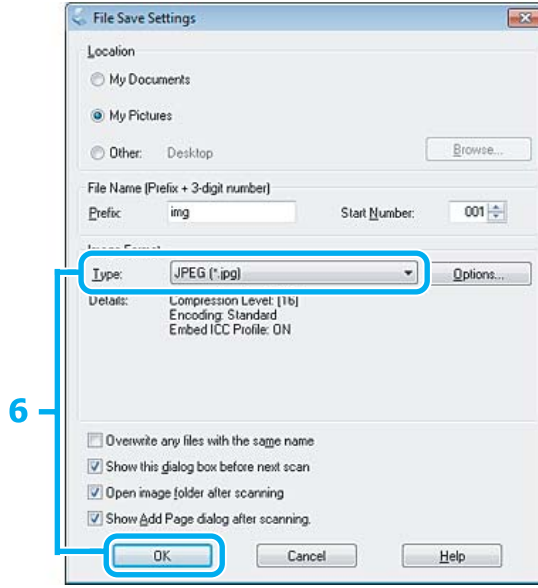 File Save Settings
Location
My Documents
My Pictures
Other: Desktop Browse...
File Name (Prefix + 3-digit number)
Prefix: img Start Number: 001
Image Format
Type: JPEG (*.jpg) Options...
Details: Compression Level: [16]
Encoding: Standard
Embed ICC Profile: ON
6
Overwrite any files with the same name
Show this dialog box before next scan
Open image folder after scanning
Show Add Page dialog after scanning.
OK Cancel Help